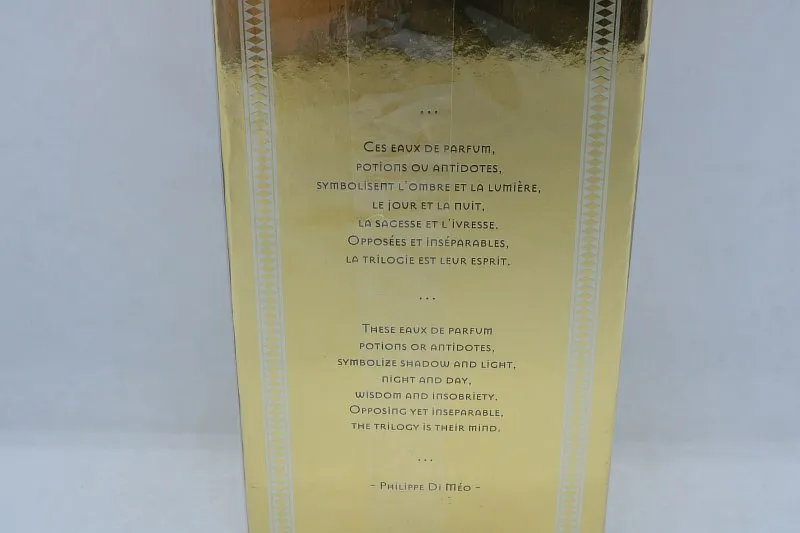 ...
Ces eaux de parfum,
potions ou antidotes,
symbolisent l'ombre et la lumière,
le jour et la nuit,
la sagesse et l'ivresse.
Opposées et inséparables,
la trilogie est leur esprit.
...
These eaux de parfum
potions or antidotes,
symbolize shadow and light,
night and day,
wisdom and insobriety.
Opposing yet inseparable,
the trilogy is their mind.
...
- Philippe Di Méo -